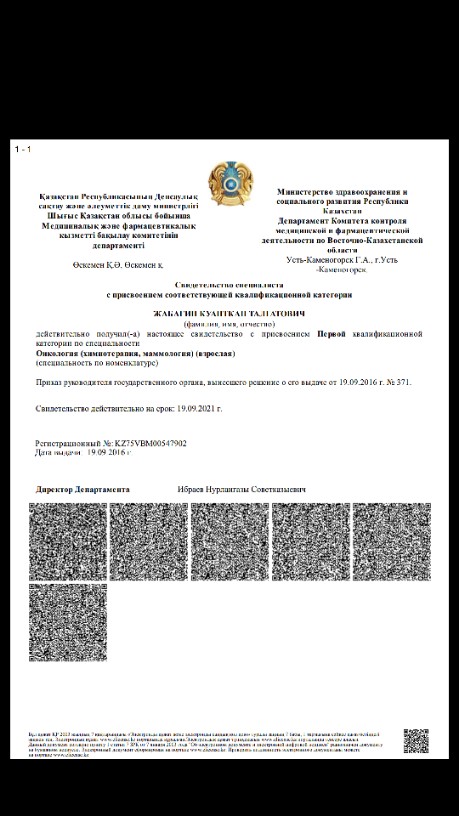 1 - 1
Қазақстан Республикасының Денсаулық
сақтау және әлеуметтік даму министрлігі
Шығыс Қазақстан облысы бойынша
Медициналық және фармацевтикалық
қызметті бақылау комитетінің
департаменті
Өскемен Қ.Ә. Өскемен қ.
Министерство здравоохранения и
социального развития Республики
Казахстан
Департамент Комитета контроля
медицинской и фармацевтической
деятельности по Восточно-Казахстанской
области
Усть-Каменогорск Г.А., г.Усть
-Каменогорск
Свидетельство специалиста
с присвоением соответствующей квалификационной категории
ЖАБАГИН КУАНТКАН ТАЛГАТОВИЧ
(фамилия, имя, отчество)
действительно получил(-а) настоящее свидетельство с присвоением Первой квалификационной
категории по специальности
Онкология (химиотерапия, маммология) (взрослая)
(специальность по номенклатуре)
Приказ руководителя государственного органа, вынесшего решение о его выдаче от 19.09.2016 г. № 371.
Свидетельство действительно на срок: 19.09.2021 г.
Регистрационный №: KZ75VBM00547902
Дата выдачи: 19.09.2016 г.
Директор Департамента Ибраев Нурлангазы Советканыевич